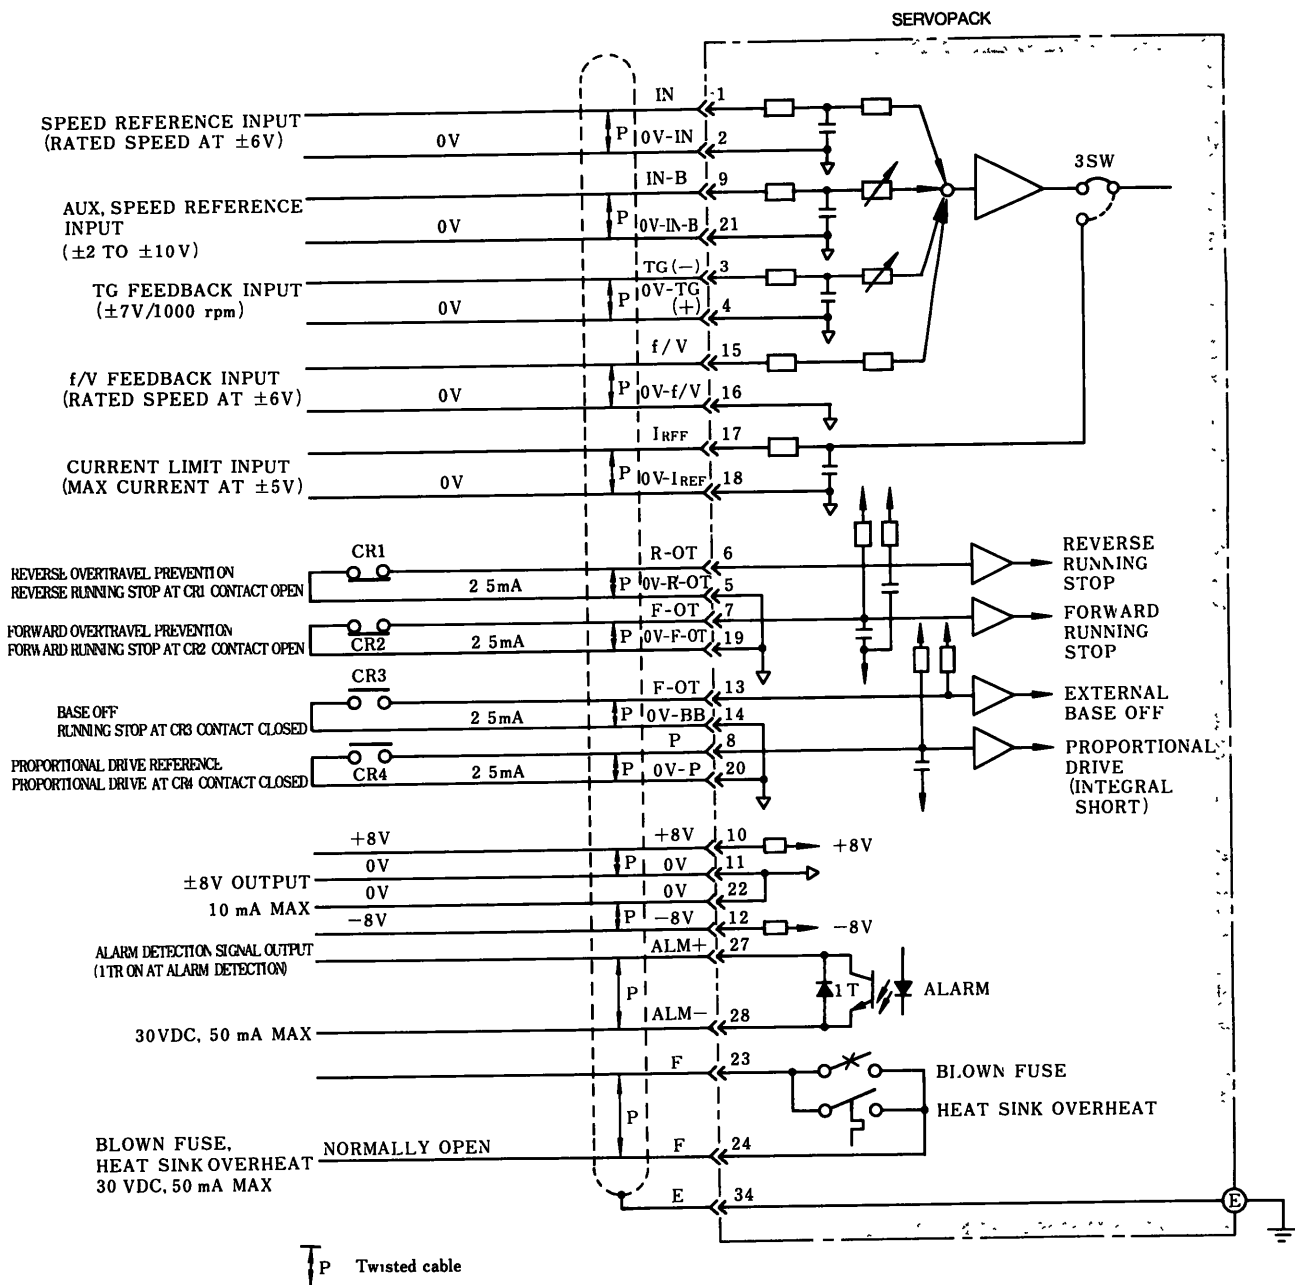 SERVOPACK
SPEED REFERENCE INPUT
(RATED SPEED AT ±6V)
0V
P
IN
1
0V-IN
2
AUX, SPEED REFERENCE
INPUT
(±2 TO ±10V)
0V
P
IN-B
9
0V-IN-B
21
3SW
TG FEEDBACK INPUT
(±7V/1000 rpm)
0V
P
TG(−)
3
0V-TG
(+)
4
f/V FEEDBACK INPUT
(RATED SPEED AT ±6V)
0V
P
f/V
15
0V-f/V
16
CURRENT LIMIT INPUT
(MAX CURRENT AT ±5V)
0V
P
IRFF
17
0V-IREF
18
REVERSE OVERTRAVEL PREVENTION
REVERSE RUNNING STOP AT CR1 CONTACT OPEN
CR1
2 5mA
P
R-OT
6
0V-R-OT
5
REVERSE
RUNNING
STOP
FORWARD OVERTRAVEL PREVENTION
FORWARD RUNNING STOP AT CR2 CONTACT OPEN
CR2
2 5mA
P
F-OT
7
0V-F-OT
19
FORWARD
RUNNING
STOP
BASE OFF
RUNNING STOP AT CR3 CONTACT CLOSED
CR3
2 5mA
P
F-OT
13
0V-BB
14
EXTERNAL
BASE OFF
PROPORTIONAL DRIVE REFERENCE
PROPORTIONAL DRIVE AT CR4 CONTACT CLOSED
CR4
2 5mA
P
P
8
0V-P
20
PROPORTIONAL
DRIVE
(INTEGRAL
SHORT)
±8V OUTPUT
10 mA MAX
+8V
0V
0V
−8V
P
P
+8V
10
+8V
0V
11
0V
22
−8V
12
−8V
ALARM DETECTION SIGNAL OUTPUT
(1TR ON AT ALARM DETECTION)
30VDC, 50 mA MAX
P
ALM+
27
ALM−
28
1T
ALARM
BLOWN FUSE,
HEAT SINK OVERHEAT
30 VDC, 50 mA MAX
NORMALLY OPEN
P
F
23
F
24
BLOWN FUSE
HEAT SINK OVERHEAT
E
34
E
P Twisted cable